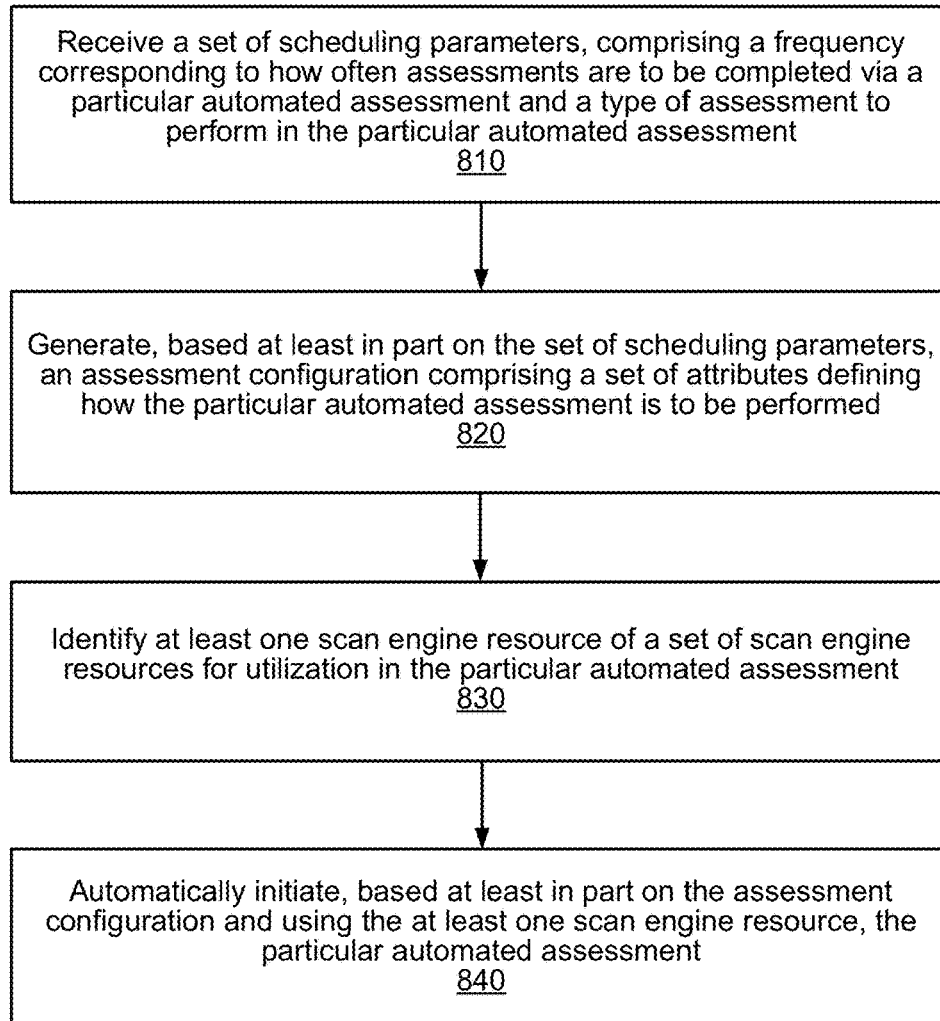 Receive a set of scheduling parameters, comprising a frequency
corresponding to how often assessments are to be completed via a
particular automated assessment and a type of assessment to
perform in the particular automated assessment
810
Generate, based at least in part on the set of scheduling parameters,
an assessment configuration comprising a set of attributes defining
how the particular automated assessment is to be performed
820
Identify at least one scan engine resource of a set of scan engine
resources for utilization in the particular automated assessment
830
Automatically initiate, based at least in part on the assessment
configuration and using the at least one scan engine resource, the
particular automated assessment
840